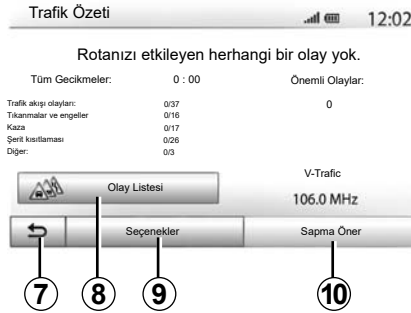 Trafik Özeti
12:02
Rotanızı etkileyen herhangi bir olay yok.
Tüm Gecikmeler: 0 : 00 Önemli Olaylar:
0
Trafik akışı olayları: 0/37
Tıkanmalar ve engeller 0/16
Kaza 0/17
Şerit kısıtlaması 0/26
Diğer: 0/3
V-Trafic
Olay Listesi
106.0 MHz
Seçenekler Sapma Öner
7 8 9 10